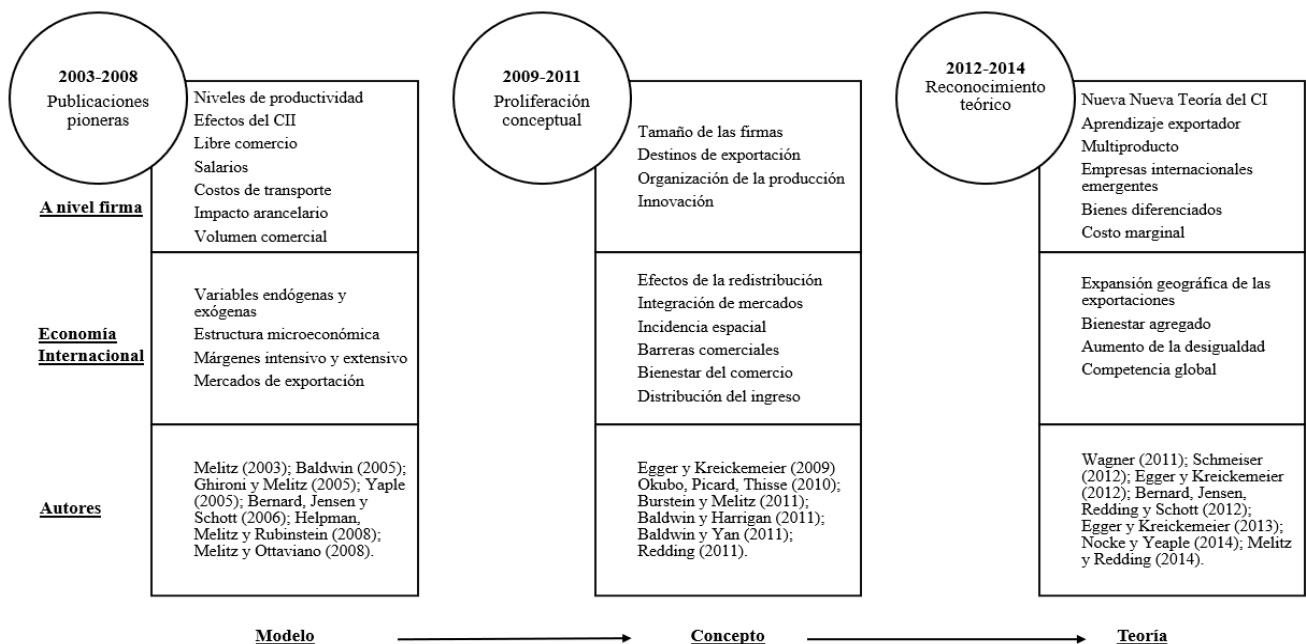 2003-2008
Publicaciones
pioneras
Niveles de productividad
Efectos del CII
Libre comercio
Salarios
Costos de transporte
Impacto arancelario
Volumen comercial
2009-2011
Proliferación
conceptual
Tamaño de las firmas
Destinos de exportación
Organización de la producción
Innovación
2012-2014
Reconocimiento
teórico
Nueva Nueva Teoría del CI
Aprendizaje exportador
Multiproducto
Empresas internacionales
emergentes
Bienes diferenciados
Costo marginal
A nivel firma
Economía
Internacional
Variables endógenas y
exógenas
Estructura microeconómica
Márgenes intensivo y extensivo
Mercados de exportación
Efectos de la redistribución
Integración de mercados
Incidencia espacial
Barreras comerciales
Bienestar del comercio
Distribución del ingreso
Expansión geográfica de las
exportaciones
Bienestar agregado
Aumento de la desigualdad
Competencia global
Autores
Melitz (2003); Baldwin (2005);
Ghironi y Melitz (2005); Yaple
(2005); Bernard, Jensen y
Schott (2006); Helpman,
Melitz y Rubinstein (2008);
Melitz y Ottaviano (2008).
Egger y Kreickemeier (2009)
Okubo, Picard, Thisse (2010);
Burstein y Melitz (2011);
Baldwin y Harrigan (2011);
Baldwin y Yan (2011);
Redding (2011).
Wagner (2011); Schmeiser
(2012); Egger y Kreickemeier
(2012); Bernard, Jensen,
Redding y Schott (2012);
Egger y Kreickemeier (2013);
Nocke y Yeaple (2014); Melitz
y Redding (2014).
Modelo
Concepto
Teoría